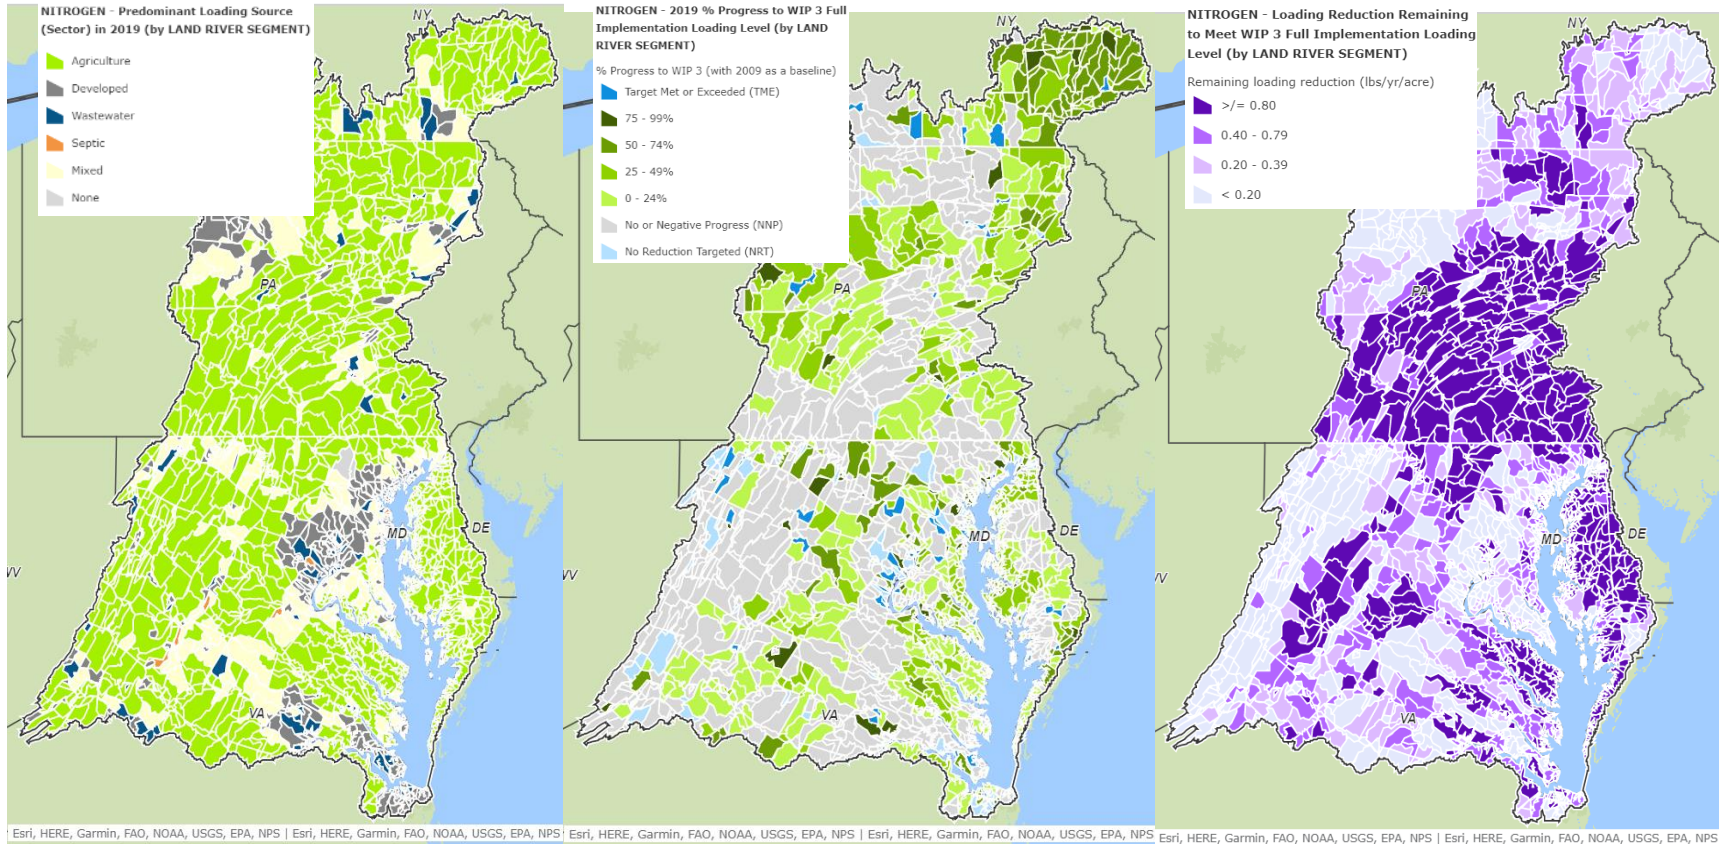 NITROGEN - Predominant Loading Source
(Sector) in 2019 (by LAND RIVER SEGMENT)
Agriculture
Developed
Wastewater
Septic
Mixed
None
NY
PA
MD
DE
WV
VA
Esri, HERE, Garmin, FAO, NOAA, USGS, EPA, NPS | Esri, HERE, Garmin, FAO, NOAA, USGS, EPA, NPS
NITROGEN - 2019 % Progress to WIP 3 Full
Implementation Loading Level (by LAND
RIVER SEGMENT)
% Progress to WIP 3 (with 2009 as a baseline)
Target Met or Exceeded (TME)
75 - 99%
50 - 74%
25 - 49%
0 - 24%
No or Negative Progress (NNP)
No Reduction Targeted (NRT)
NY
PA
MD
DE
VA
Esri, HERE, Garmin, FAO, NOAA, USGS, EPA, NPS | Esri, HERE, Garmin, FAO, NOAA, USGS, EPA, NPS
NITROGEN - Loading Reduction Remaining
to Meet WIP 3 Full Implementation Loading
Level (by LAND RIVER SEGMENT)
Remaining loading reduction (lbs/yr/acre)
>/= 0.80
0.40 - 0.79
0.20 - 0.39
< 0.20
NY
PA
MD
DE
WV
VA
Esri, HERE, Garmin, FAO, NOAA, USGS, EPA, NPS | Esri, HERE, Garmin, FAO, NOAA, USGS, EPA, NPS